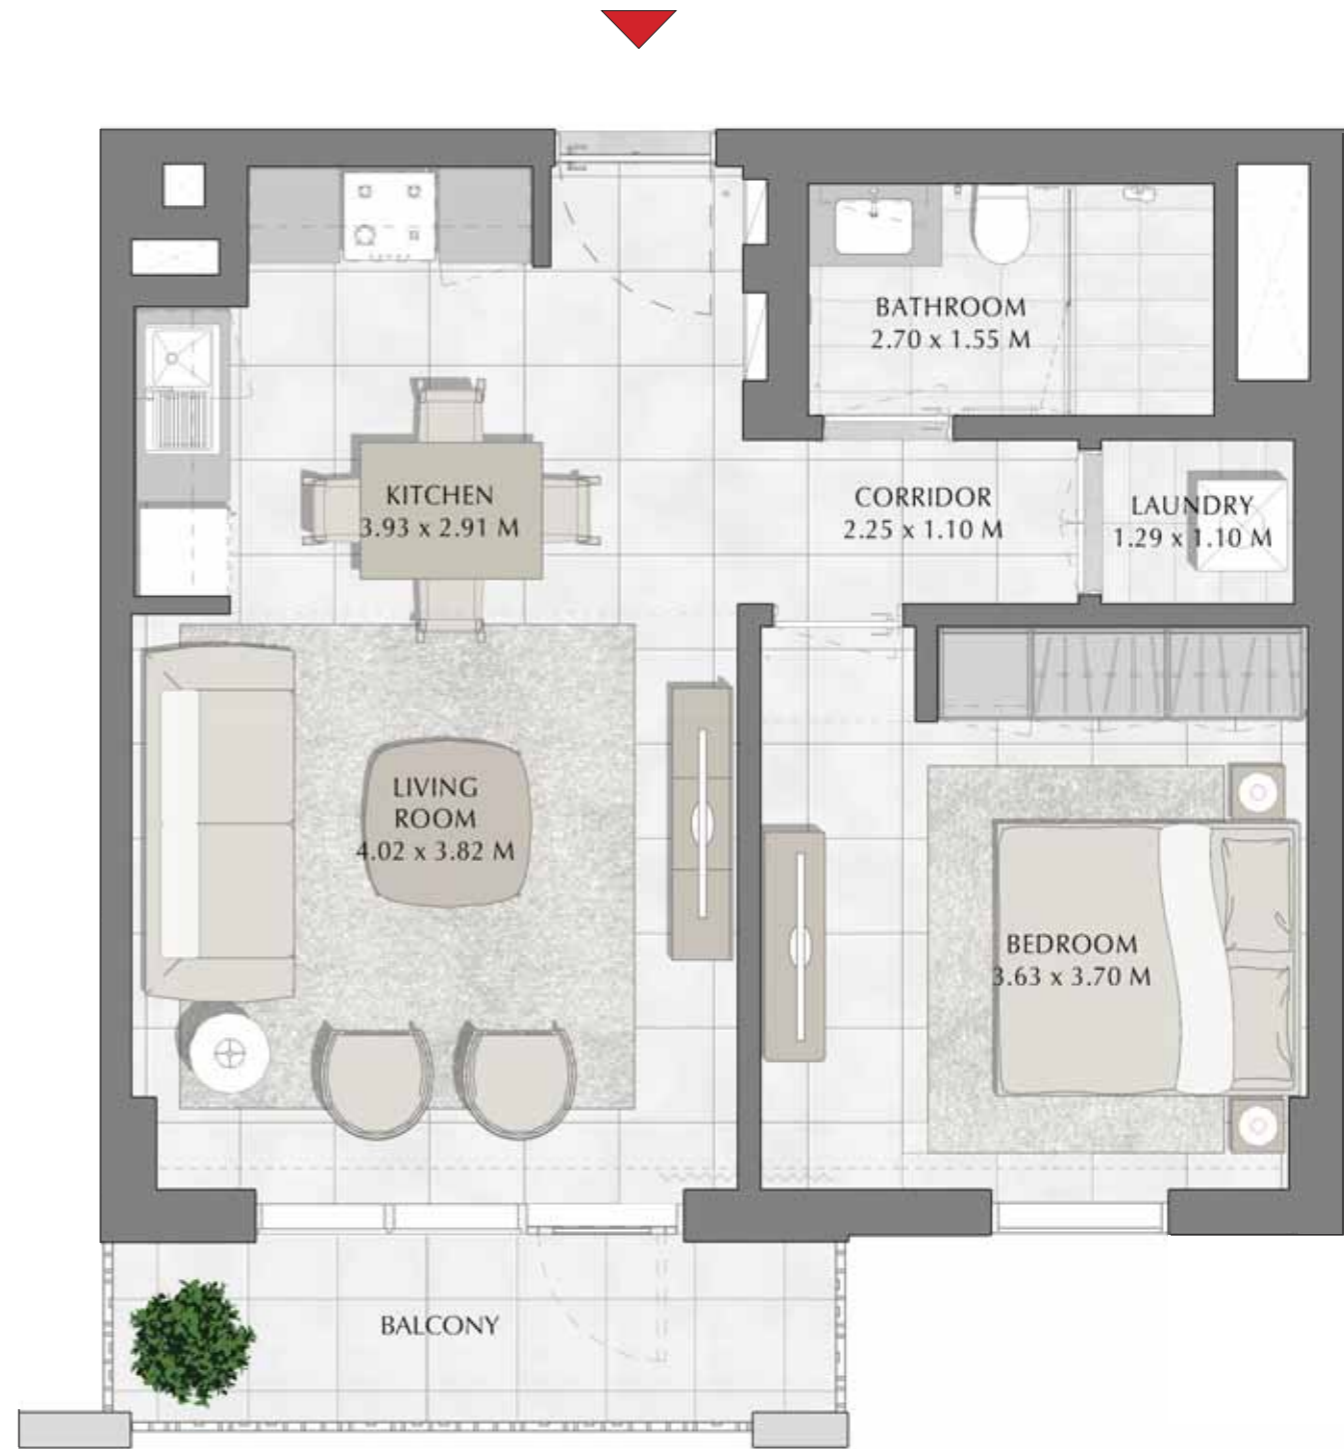 BATHROOM
2.70 x 1.55 M
KITCHEN
3.93 x 2.91 M
CORRIDOR
2.25 x 1.10 M
LAUNDRY
1.29 x 1.10 M
LIVING
ROOM
4.02 x 3.82 M
BEDROOM
3.63 x 3.70 M
BALCONY